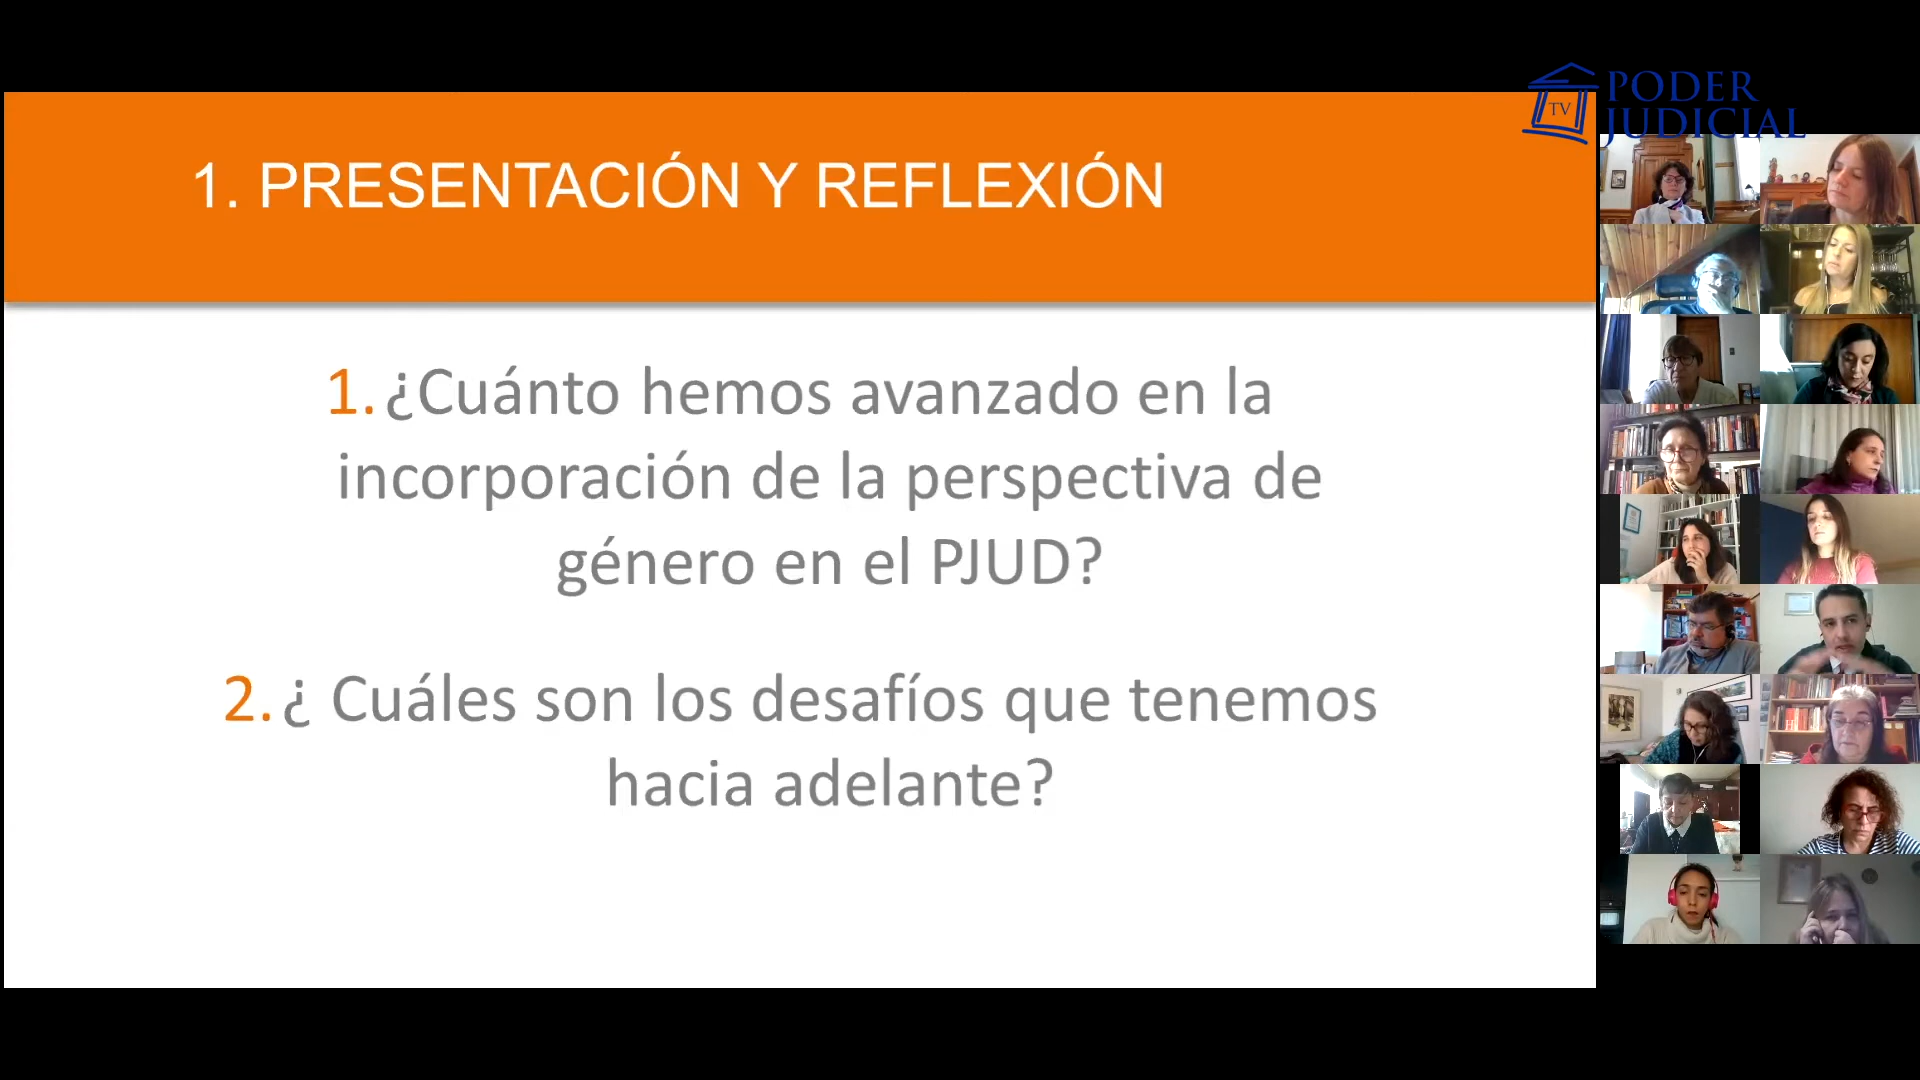 PODER
TV
JUDICIAL
1. PRESENTACIÓN Y REFLEXIÓN
1. ¿Cuánto hemos avanzado en la
incorporación de la perspectiva de
género en el PJUD?
2. ¿ Cuáles son los desafíos que tenemos
hacia adelante?